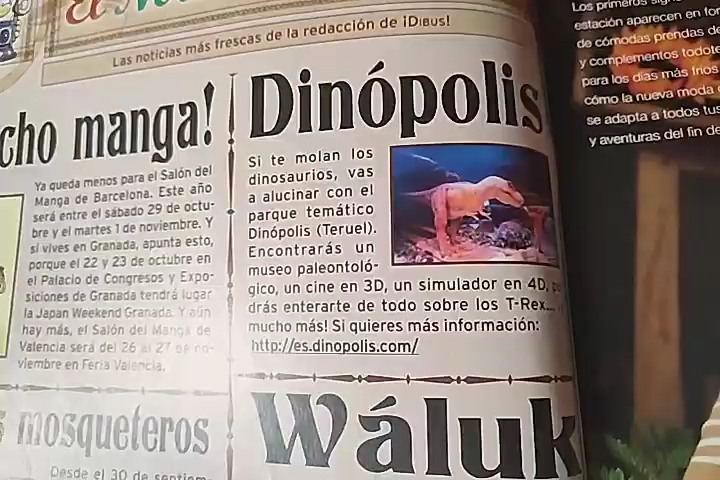 El
Las noticias más frescas de la redacción de ¡DIBUS!
cho manga!
Ya queda menos para el Salón del
Manga de Barcelona. Este año
será entre el sábado 29 de octu-
bre y el martes 1 de noviembre. Y
si vives en Granada, apunta esto,
porque el 22 y 23 de octubre en
el Palacio de Congresos y Expo-
siciones de Granada tendrá lugar
la Japan Weekend Granada. Y aún
hay más, el Salón del Manga de
Valencia será del 26 al 27 de no-
viembre en Feria Valencia.
mosqueteros
Desde el 30 de septiem-
Dinópolis
Si te molan los
dinosaurios, vas
a alucinar con el
parque temático
Dinópolis (Teruel).
Encontrarás un
museo paleontoló-
gico, un cine en 3D, un simulador en 4D,
drás enterarte de todo sobre los T-Rex...
mucho más! Si quieres más información:
http://es.dinopolis.com/
Wáluk
Los primeros
estación aparecen en
de cómodas prendas
y complementos
para los días más fríos
cómo la nueva moda
se adapta a todos tus
y aventuras del fin de